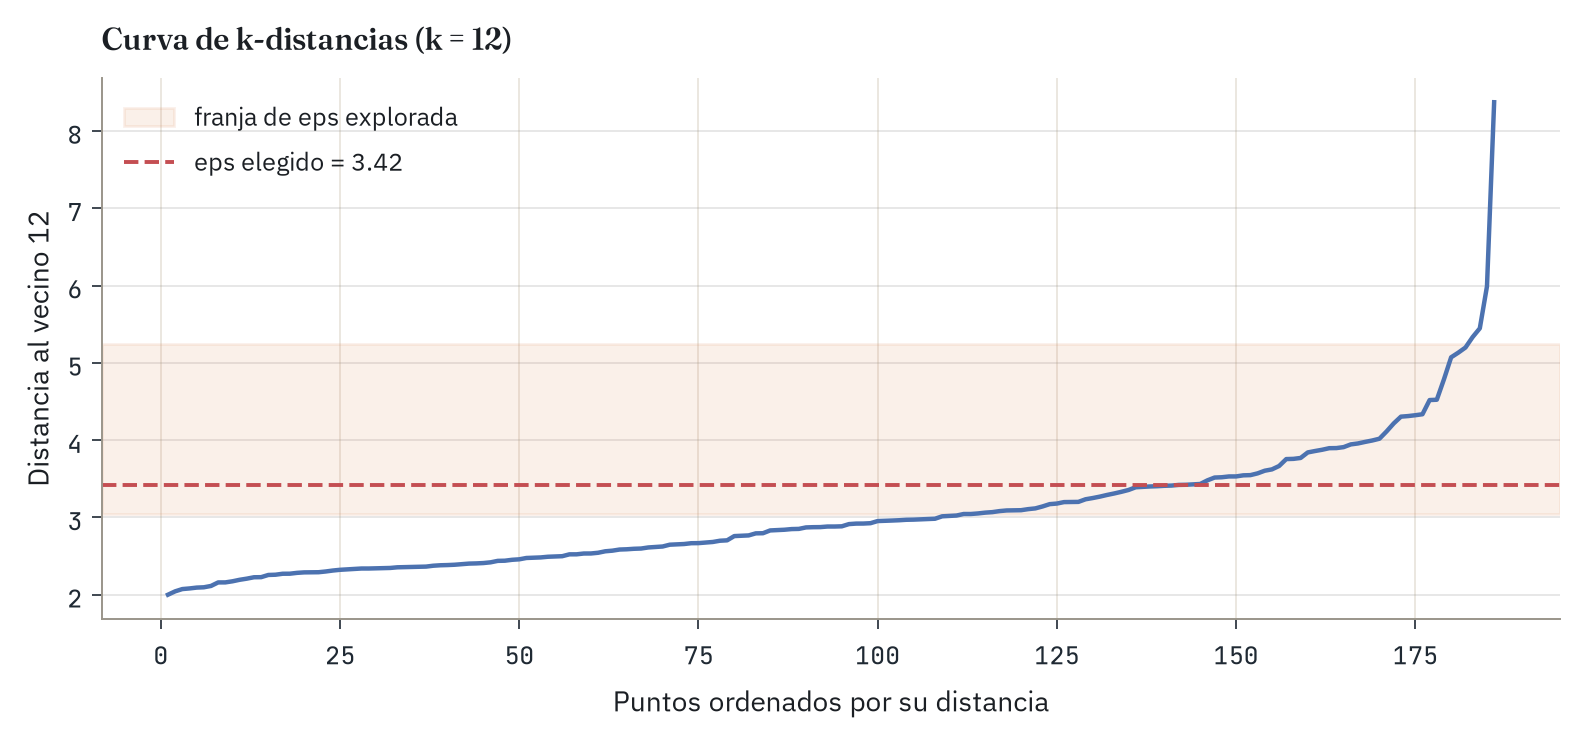 Curva de k-distancias (k = 12)
franja de eps explorada
eps elegido = 3.42
Distancia al vecino 12
8
7
6
5
4
3
2
0 25 50 75 100 125 150 175
Puntos ordenados por su distancia